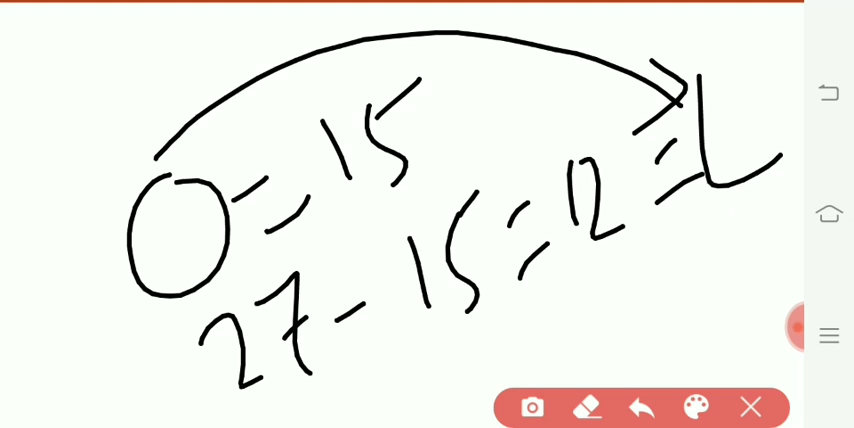 O = 15
27 - 15 = 12 = L